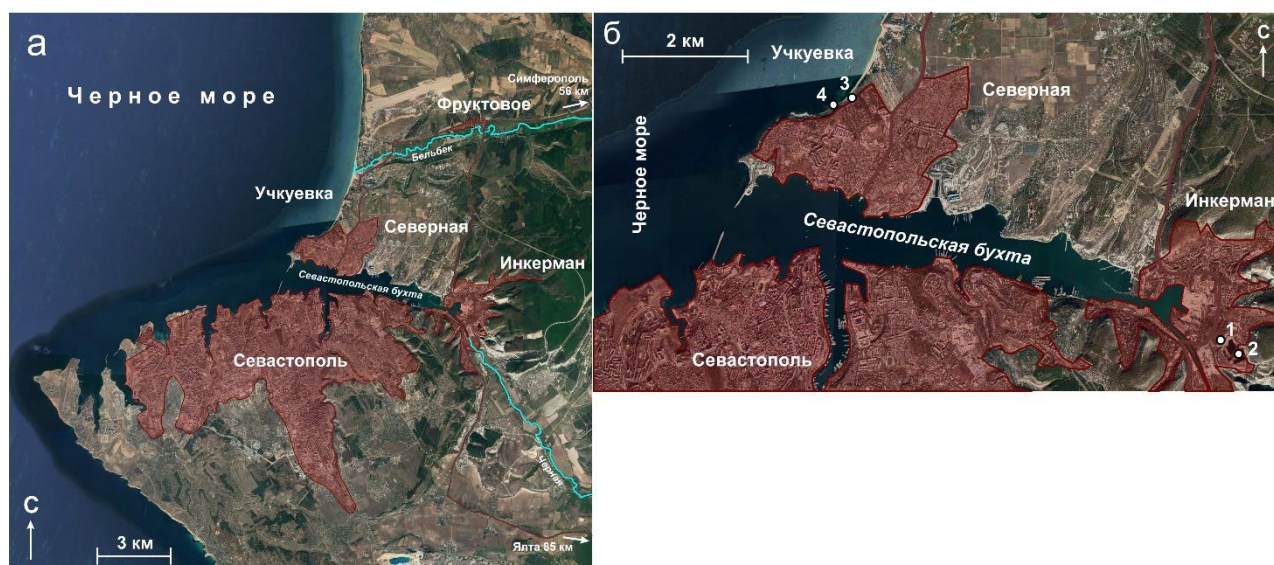 а
Черное море
Симферополь
58 км
Фруктовое
Бельбек
Учкуевка
Северная
Инкерман
Севастопольская бухта
Севастополь
Черная
С
3 км
Ялта 85 км
б
2 км
Учкуевка
С
3
4
Северная
Черное море
Инкерман
Севастопольская бухта
1
2
Севастополь